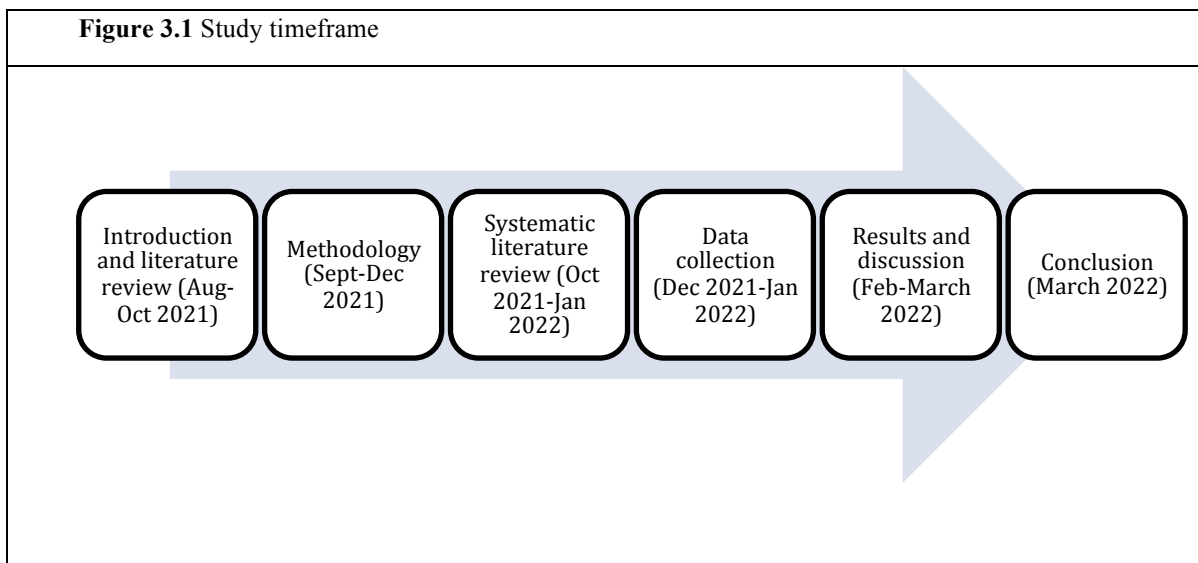 Figure 3.1 Study timeframe
Introduction
and literature
review (Aug-
Oct 2021)
Methodology
(Sept-Dec
2021)
Systematic
literature
review (Oct
2021-Jan
2022)
Data
collection
(Dec 2021-Jan
2022)
Results and
discussion
(Feb-March
2022)
Conclusion
(March 2022)